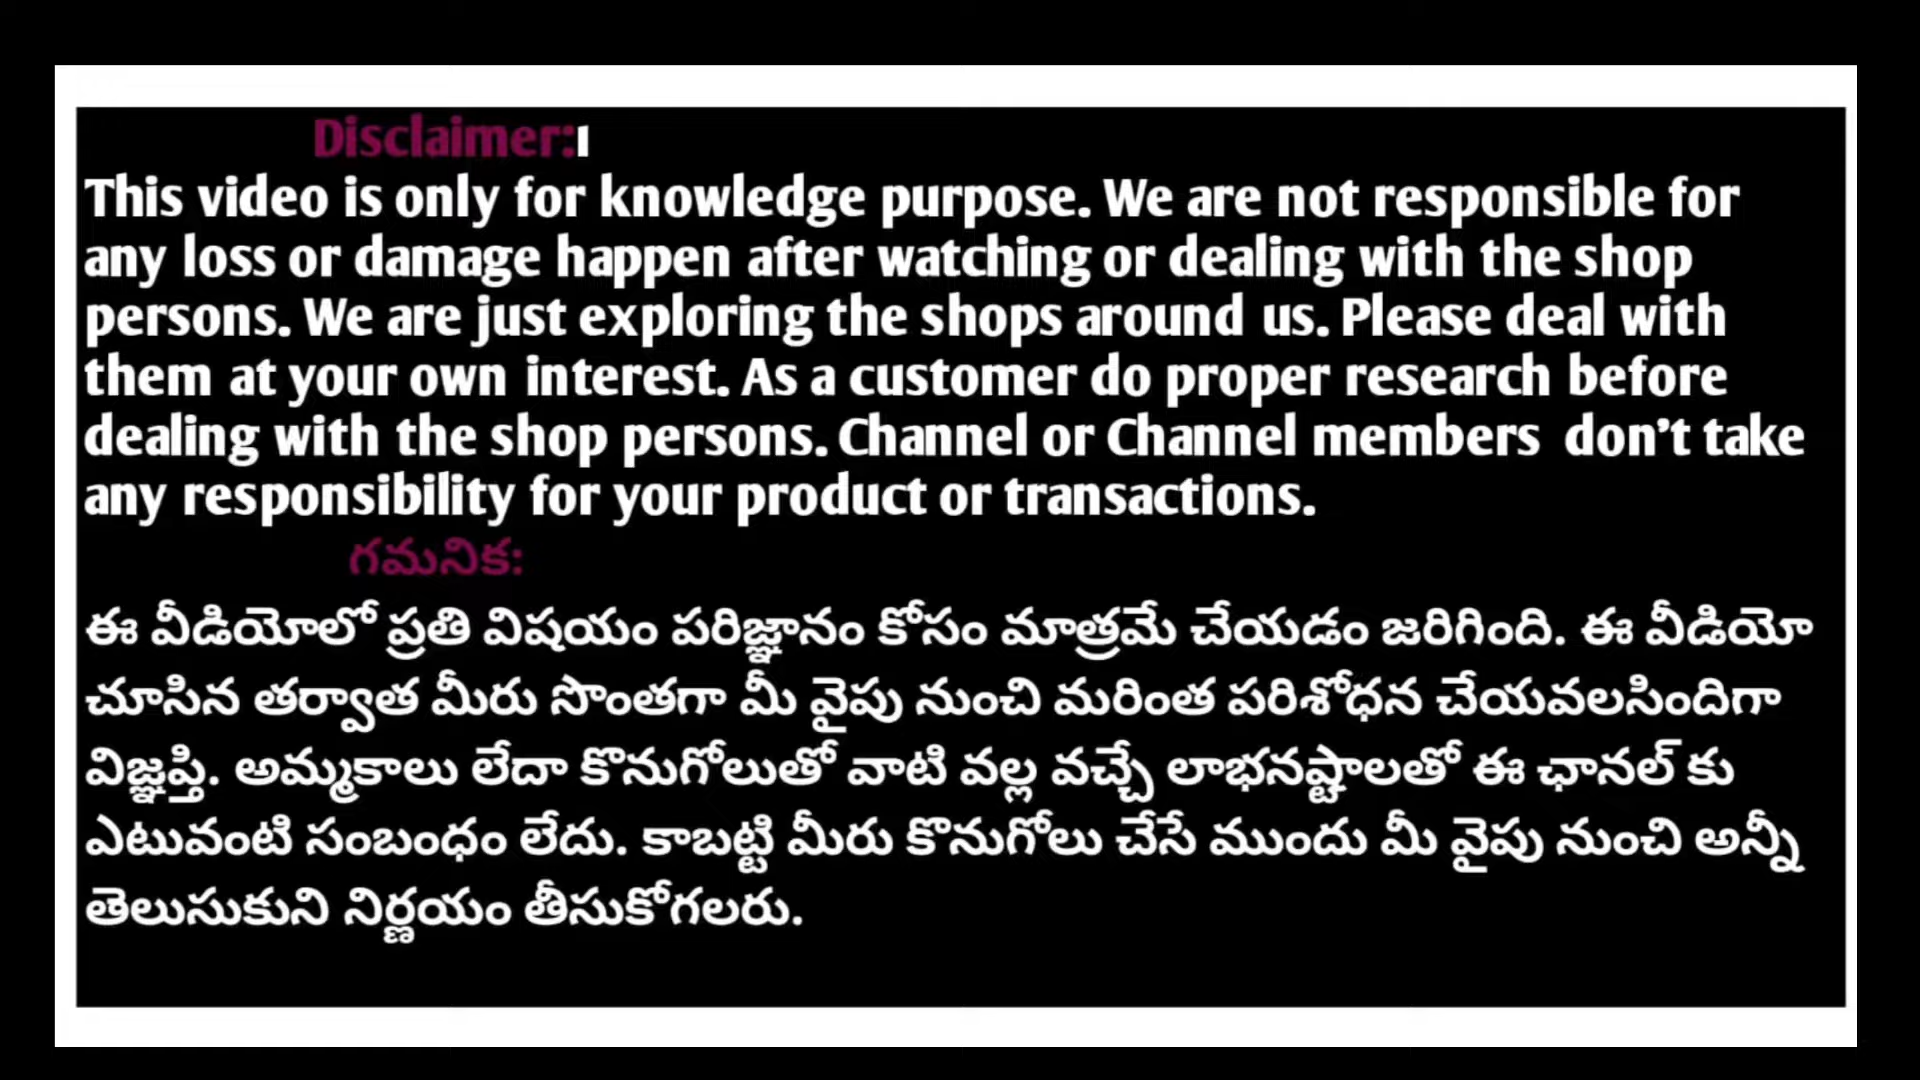 Disclaimer:
This video is only for knowledge purpose. We are not responsible for
any loss or damage happen after watching or dealing with the shop
persons. We are just exploring the shops around us. Please deal with
them at your own interest. As a customer do proper research before
dealing with the shop persons. Channel or Channel members don't take
any responsibility for your product or transactions.
గమనిక:
ఈ వీడియోలో ప్రతి విషయం పరిజ్ఞానం కోసం మాత్రమే చేయడం జరిగింది. ఈ వీడియో
చూసిన తర్వాత మీరు సొంతగా మీ వైపు నుంచి మరింత పరిశోధన చేయవలసిందిగా
విజ్ఞప్తి. అమ్మకాలు లేదా కొనుగోలుతో వాటి వల్ల వచ్చే లాభనష్టాలతో ఈ ఛానల్ కు
ఎటువంటి సంబంధం లేదు. కాబట్టి మీరు కొనుగోలు చేసే ముందు మీ వైపు నుంచి అన్నీ
తెలుసుకుని నిర్ణయం తీసుకోగలరు.